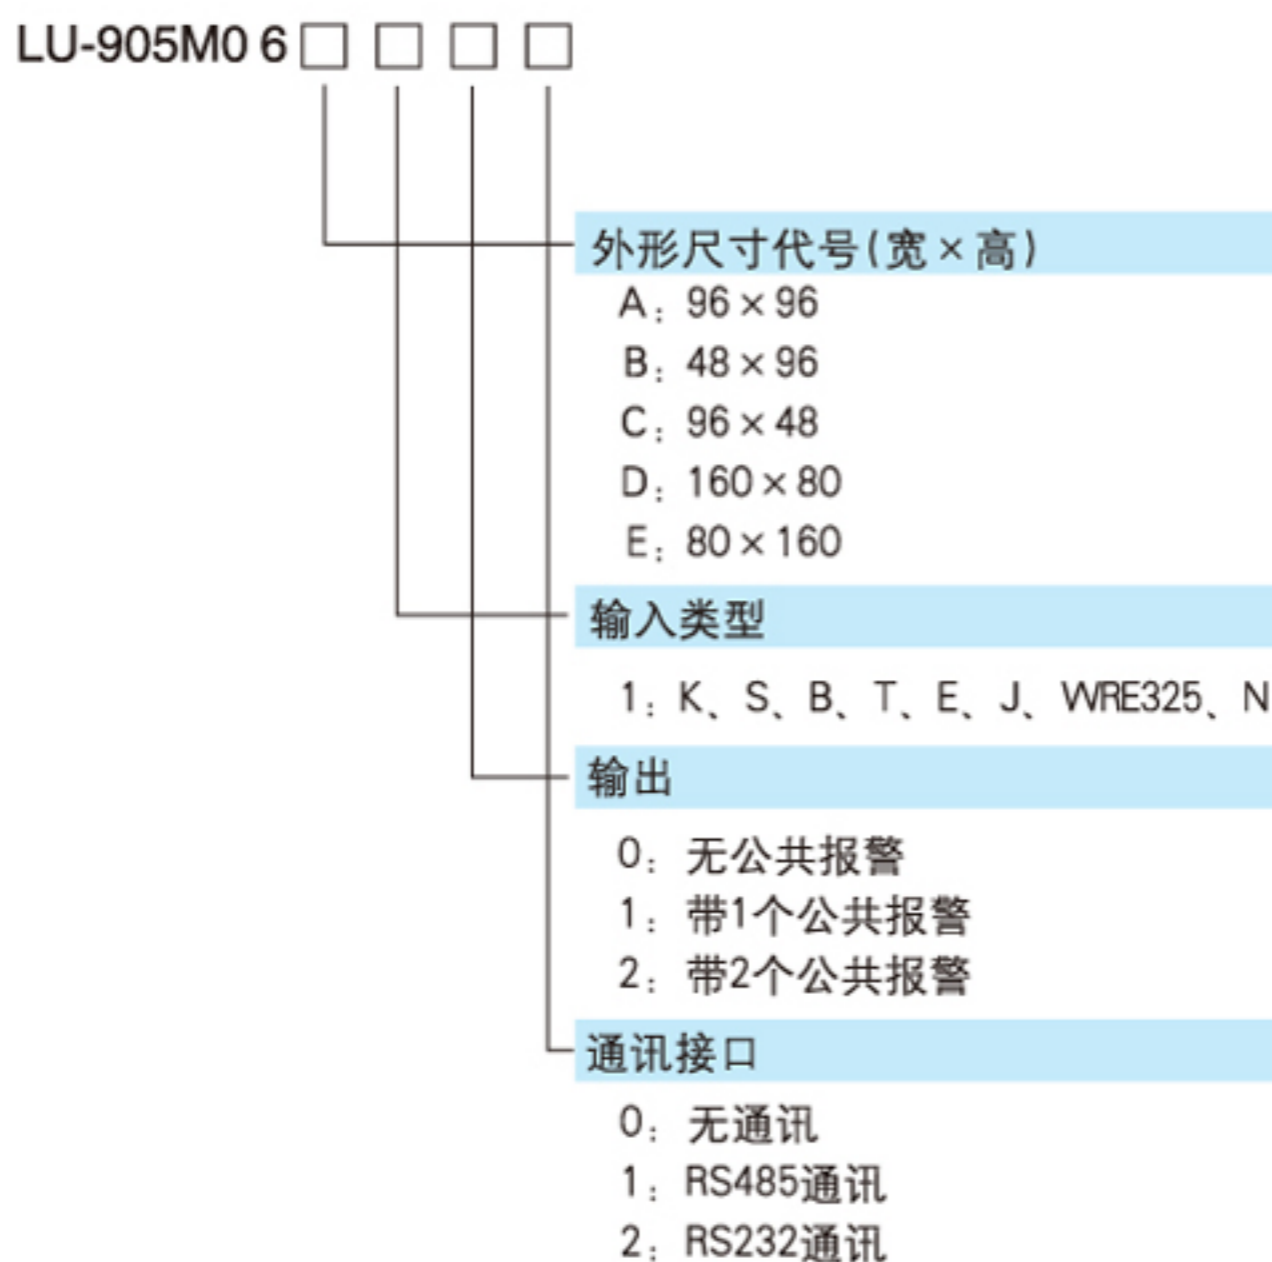 LU-905M0 6□ □ □ □
外形尺寸代号(宽×高)
A: 96×96
B: 48×96
C: 96×48
D: 160×80
E: 80×160
输入类型
1: K、S、B、T、E、J、WRE325、N
输出
0: 无公共报警
1: 带1个公共报警
2: 带2个公共报警
通讯接口
0: 无通讯
1: RS485通讯
2: RS232通讯